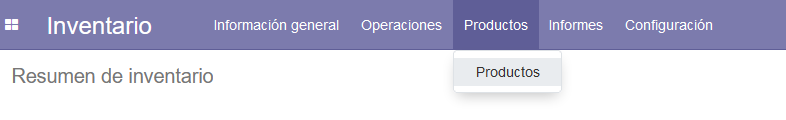 Inventario Información general Operaciones Productos Informes Configuración
Productos
Resumen de inventario